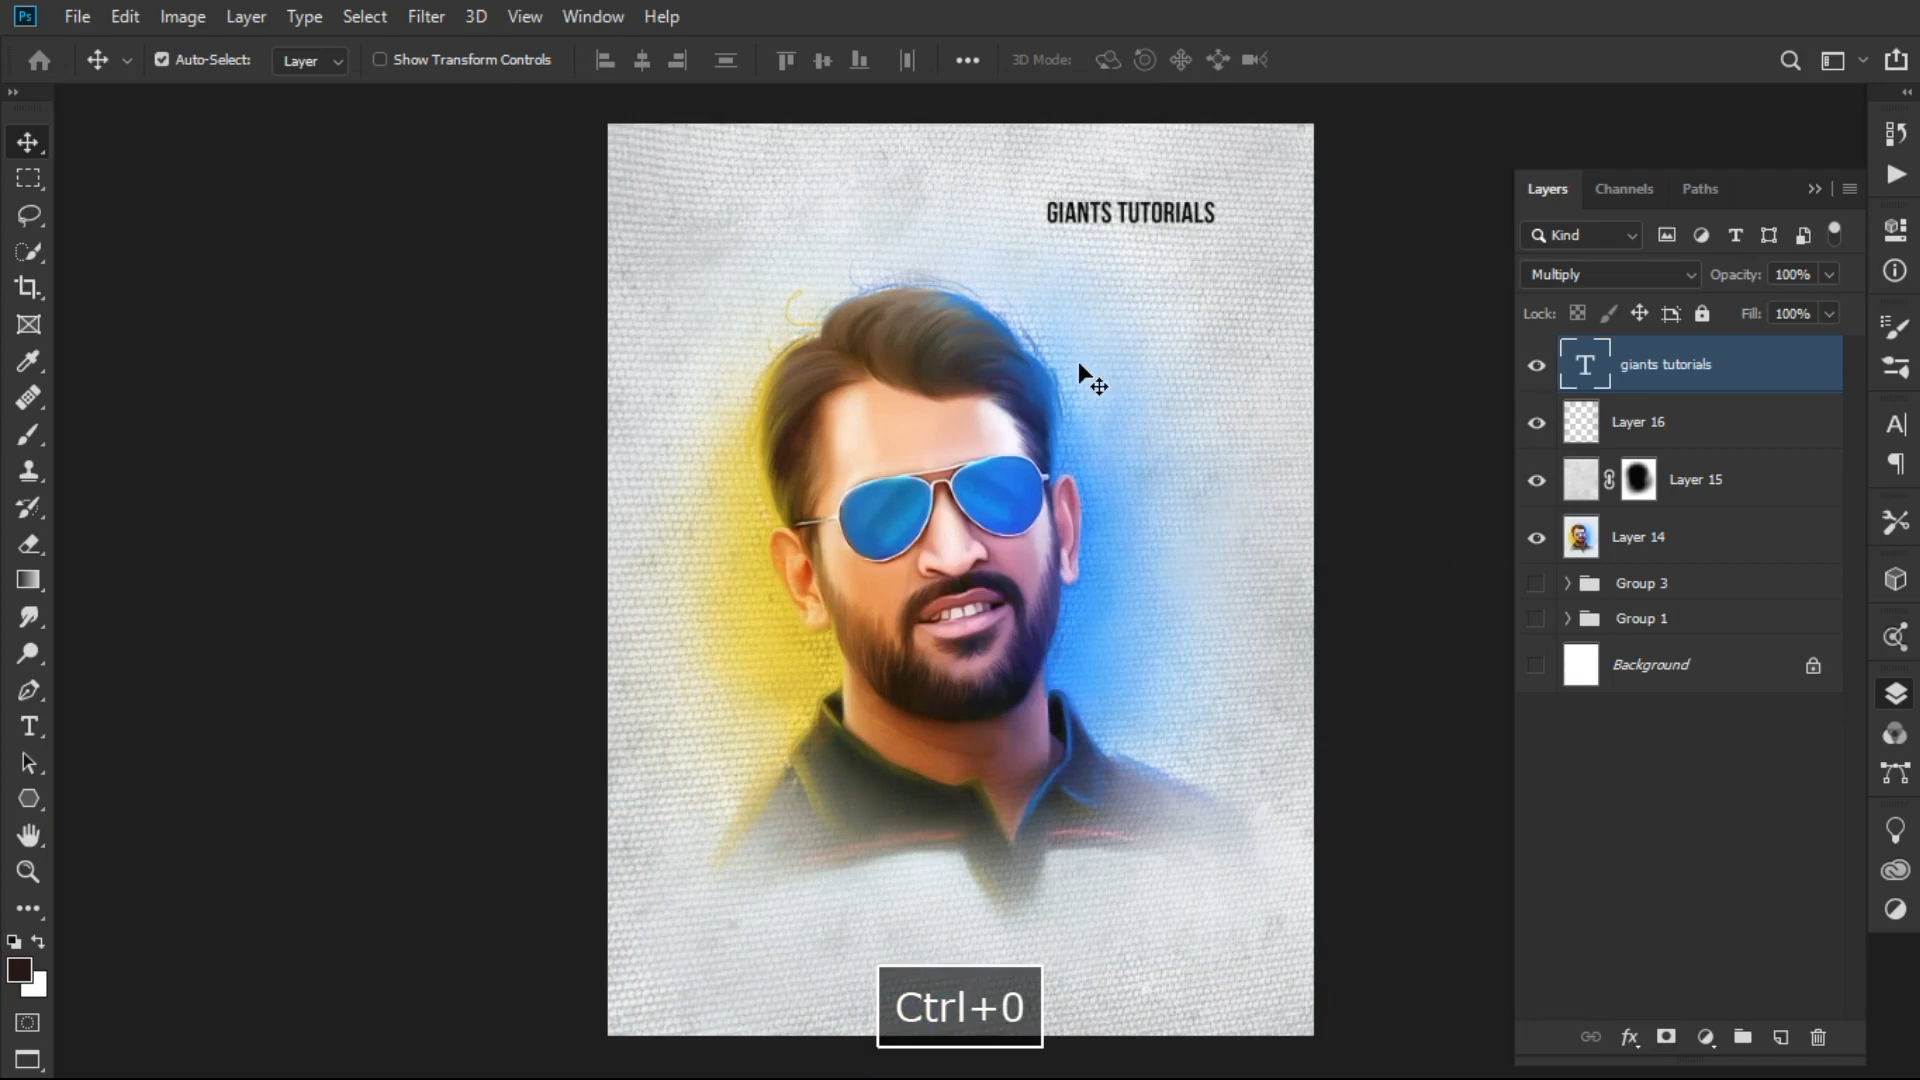 Ps File Edit Image Layer Type Select Filter 3D View Window Help
Auto-Select: Layer Show Transform Controls 3D Mode:
GIANTS TUTORIALS
Layers Channels Paths
Kind
Multiply Opacity: 100%
Lock: Fill: 100%
T giants tutorials
Layer 16
Layer 15
Layer 14
Group 3
Group 1
Background
fx
Ctrl+0